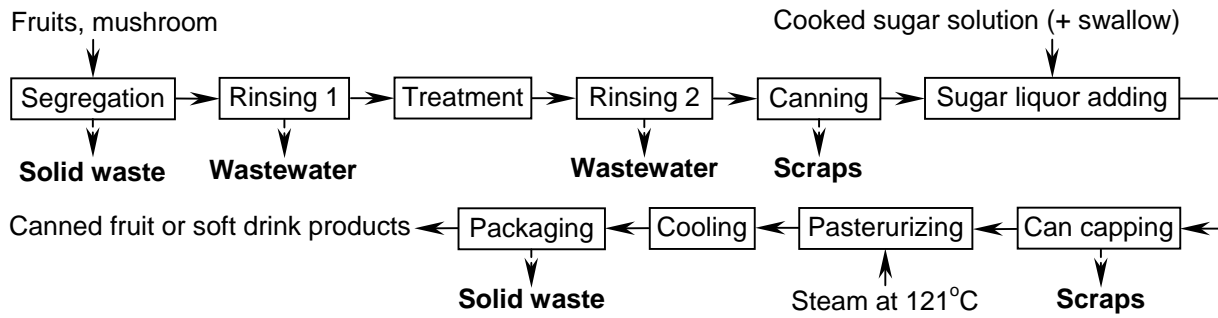 Fruits, mushroom
Cooked sugar solution (+ swallow)
Segregation
Rinsing 1
Treatment
Rinsing 2
Canning
Sugar liquor adding
Solid waste
Wastewater
Wastewater
Scraps
Canned fruit or soft drink products
Packaging
Cooling
Pasterurizing
Can capping
Solid waste
Steam at 121°C
Scraps